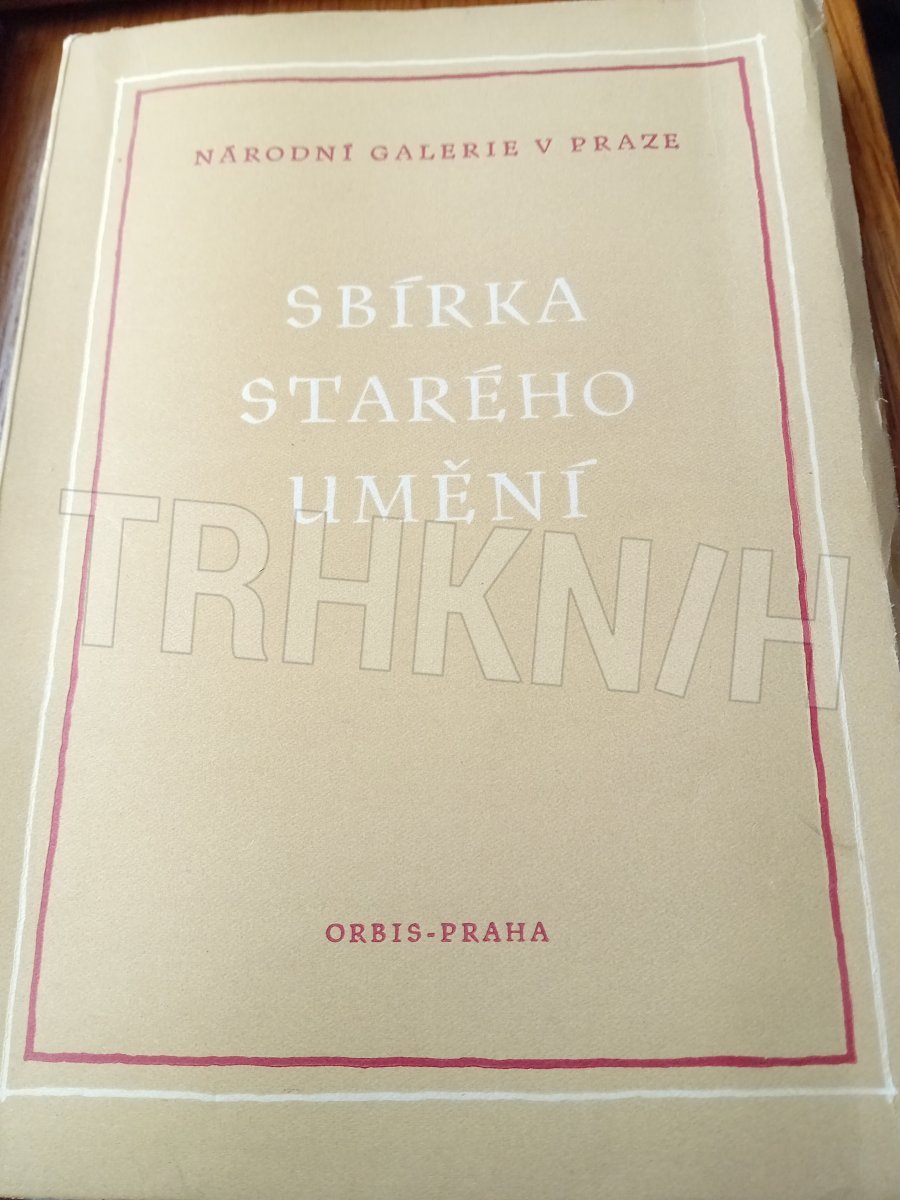 NÁRODNÍ GALERIE V PRAZE
SBÍRKA
STARÉHO
UMĚNÍ
TRHKNIH
ORBIS-PRAHA